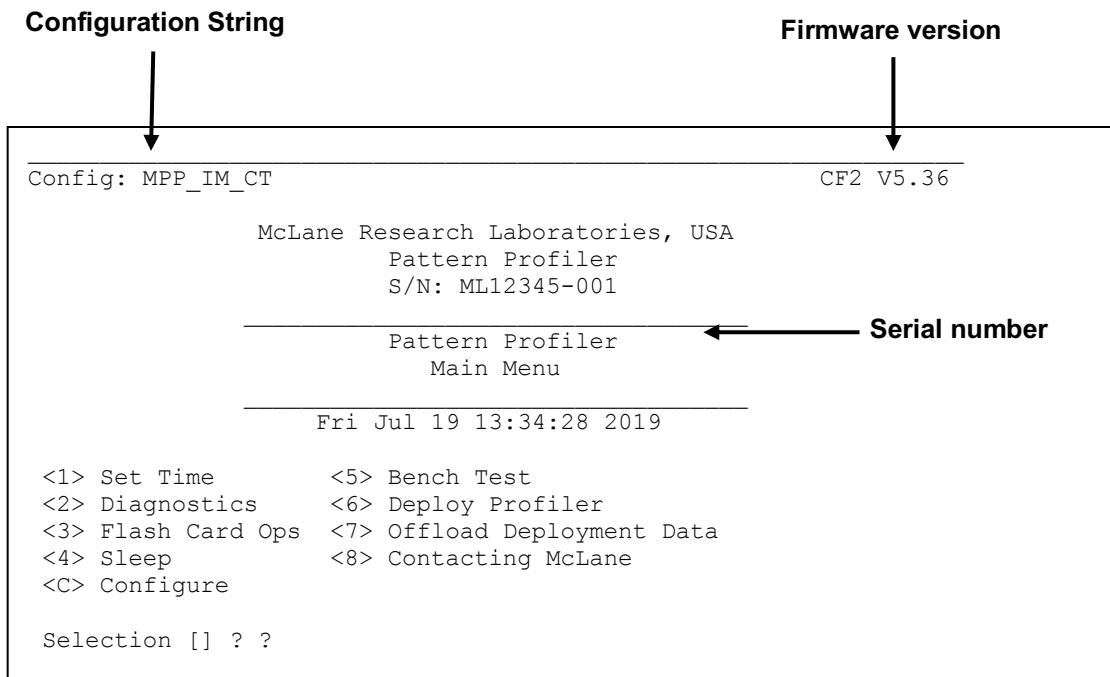 Configuration String
Firmware version
Config: MPP_IM_CT CF2 V5.36
McLane Research Laboratories, USA
Pattern Profiler
S/N: ML12345-001
Serial number
Pattern Profiler
Main Menu
Fri Jul 19 13:34:28 2019
<1> Set Time <5> Bench Test
<2> Diagnostics <6> Deploy Profiler
<3> Flash Card Ops <7> Offload Deployment Data
<4> Sleep <8> Contacting McLane
<C> Configure
Selection [] ? ?